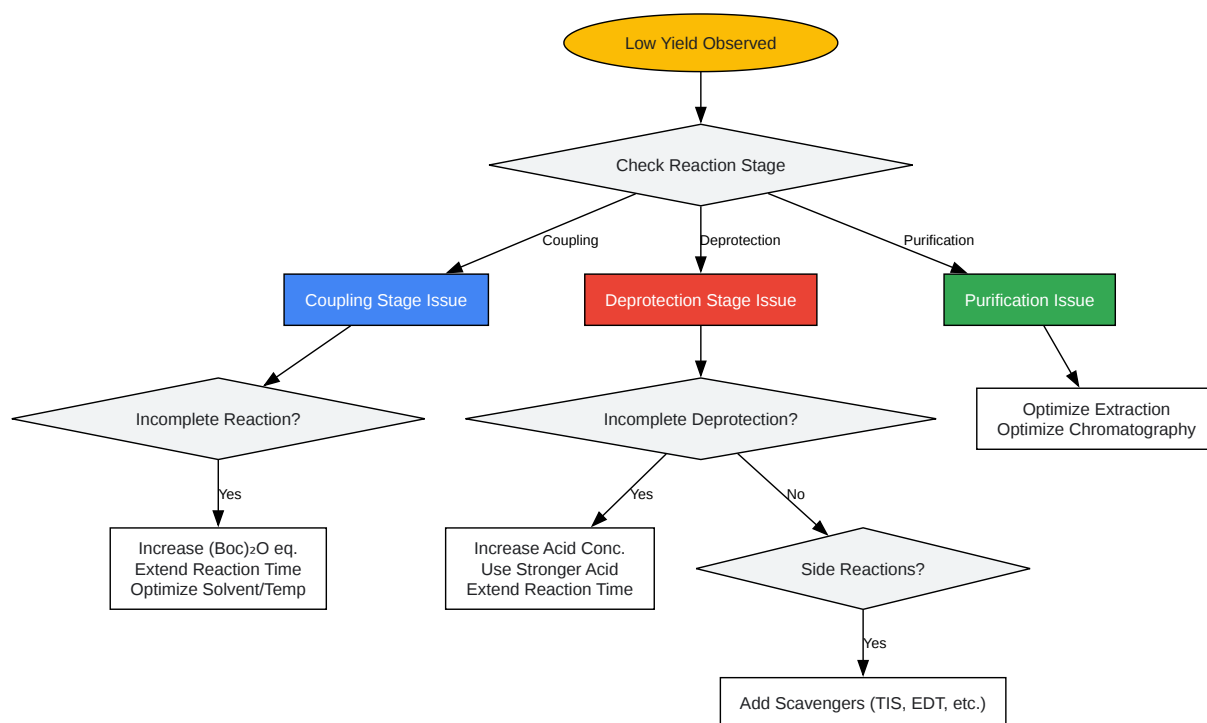 Low Yield Observed
Check Reaction Stage
Coupling
Deprotection
Purification
Coupling Stage Issue
Deprotection Stage Issue
Purification Issue
Incomplete Reaction?
Incomplete Deprotection?
Optimize Extraction
Optimize Chromatography
Yes
Yes
No
Increase (Boc)₂O eq.
Extend Reaction Time
Optimize Solvent/Temp
Increase Acid Conc.
Use Stronger Acid
Extend Reaction Time
Side Reactions?
Yes
Add Scavengers (TIS, EDT, etc.)